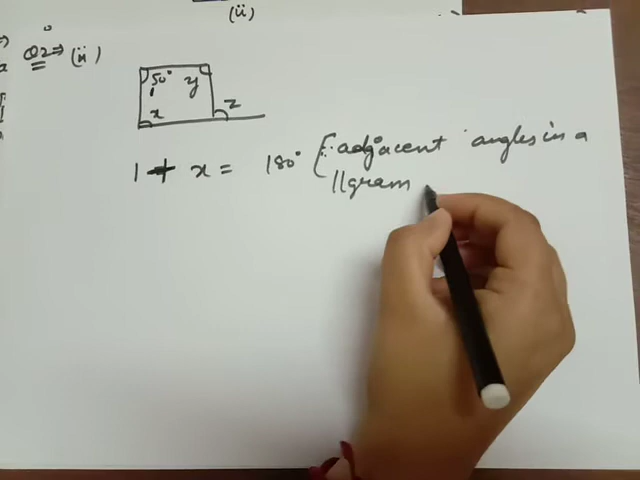 (ii)
Q2⇒ (ii)
50° y
1
x z
1 + x = 180° [∵ adjacent angles in a
||gram